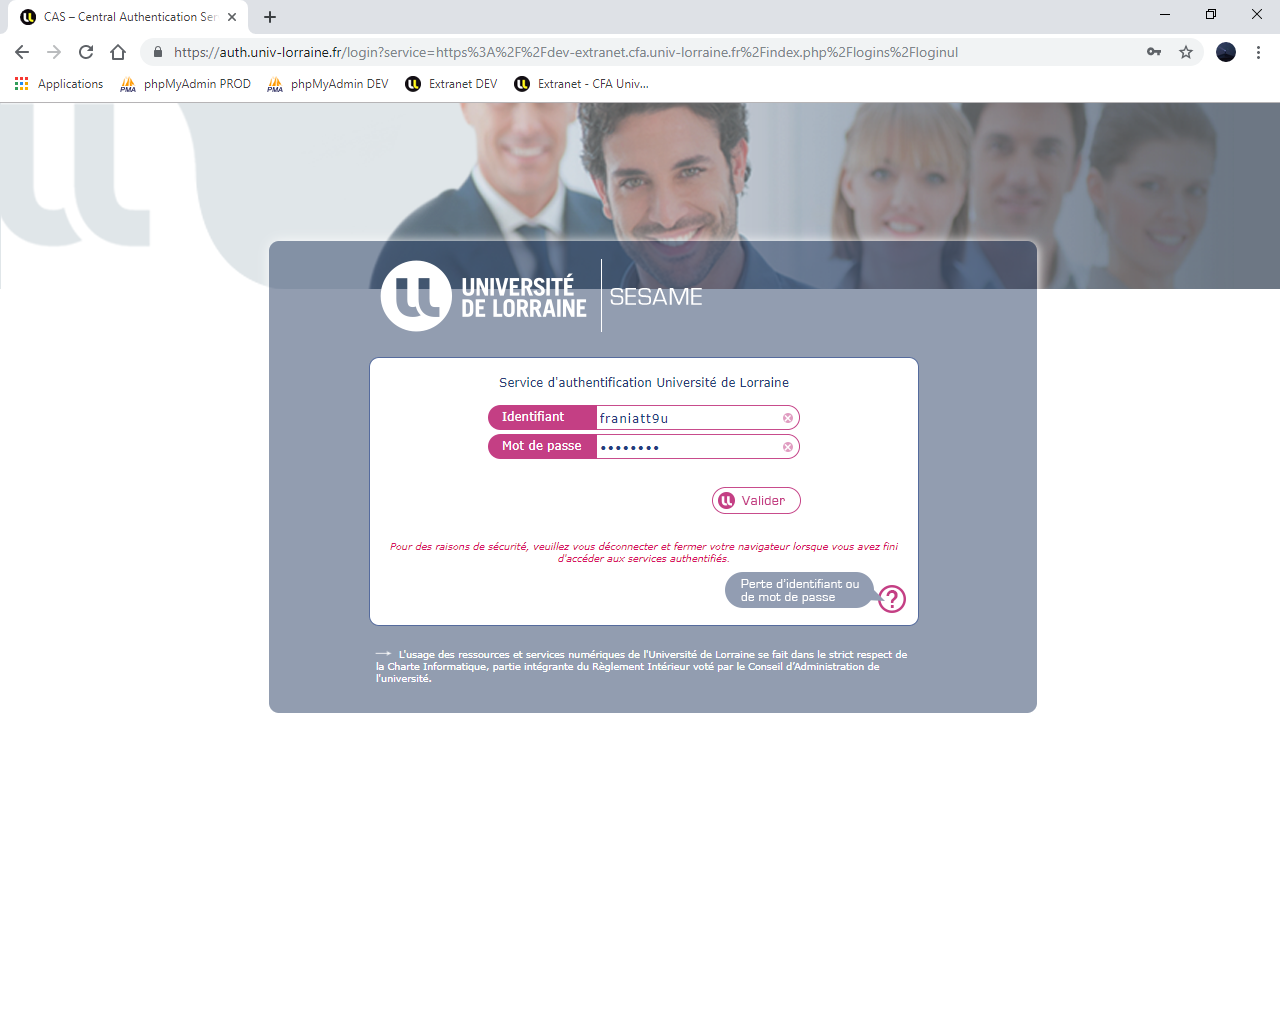 CAS – Central Authentication Ser
https://auth.univ-lorraine.fr/login?service=https%3A%2F%2Fdev-extranet.cfa.univ-lorraine.fr%2Findex.php%2Flogins%2Floginul
Applications phpMyAdmin PROD phpMyAdmin DEV Extranet DEV Extranet - CFA Univ...
UNIVERSITÉ
DE LORRAINE
SESAME
Service d'authentification Université de Lorraine
Identifiant franiatt9u
Mot de passe ••••••••
Valider
Pour des raisons de sécurité, veuillez vous déconnecter et fermer votre navigateur lorsque vous avez fini
d'accéder aux services authentifiés.
Perte d'identifiant ou
de mot de passe
?
L'usage des ressources et services numériques de l'Université de Lorraine se fait dans le strict respect de
la Charte Informatique, partie intégrante du Règlement Intérieur voté par le Conseil d'Administration de
l'université.